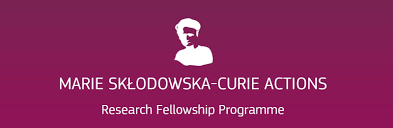 MARIE SKŁODOWSKA-CURIE ACTIONS
Research Fellowship Programme